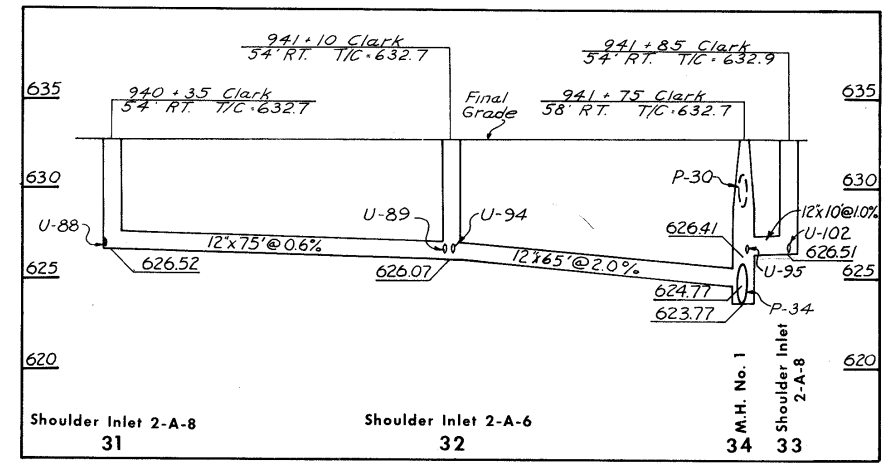 941 + 10 Clark
54' RT. T/C = 632.7
941 + 85 Clark
54' RT. T/C = 632.9
635
940 + 35 Clark
54' RT. T/C = 632.7
Final
Grade
941 + 75 Clark
58' RT. T/C = 632.7
635
630
P-30
630
U-88
U-89
U-94
626.41
12"x10'@1.0%
U-102
12"x75'@0.6%
626.52
626.07
12"x65'@2.0%
626.51
625
U-95
625
624.77
P-34
623.77
620
620
Shoulder Inlet 2-A-8
31
Shoulder Inlet 2-A-6
32
M.H. No. 1
34
Shoulder Inlet
2-A-8
33